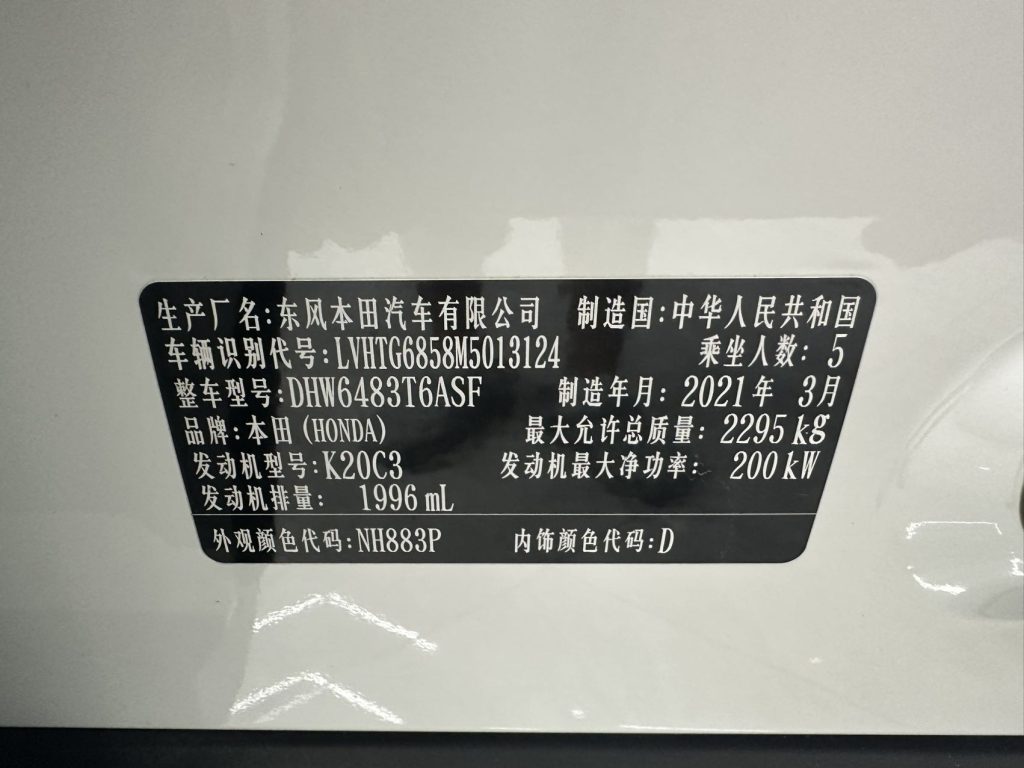 生产厂名:东风本田汽车有限公司 制造国:中华人民共和国
车辆识别代号:LVHTG6858M5013124 乘坐人数: 5
整车型号:DHW6483T6ASF 制造年月: 2021年 3月
品牌:本田(HONDA) 最大允许总质量: 2295kg
发动机型号:K20C3 发动机最大净功率: 200kW
发动机排量: 1996mL
外观颜色代码:NH883P 内饰颜色代码:D